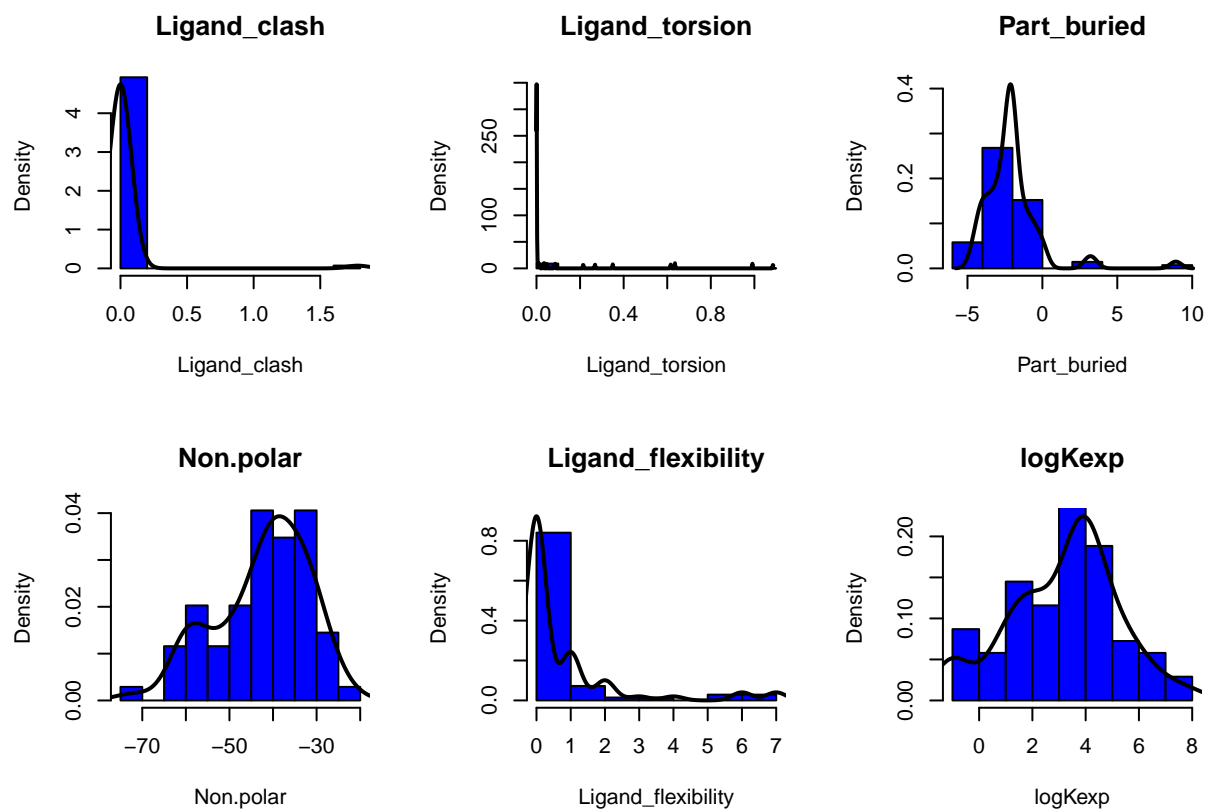 Ligand_clash
Density
0 1 2 3 4
0.0 0.5 1.0 1.5
Ligand_clash
Ligand_torsion
Density
0 100 250
0.0 0.4 0.8
Ligand_torsion
Part_buried
Density
0.0 0.2 0.4
−5 0 5 10
Part_buried
Non.polar
Density
0.00 0.02 0.04
−70 −50 −30
Non.polar
Ligand_flexibility
Density
0.0 0.4 0.8
0 1 2 3 4 5 6 7
Ligand_flexibility
logKexp
Density
0.00 0.10 0.20
0 2 4 6 8
logKexp